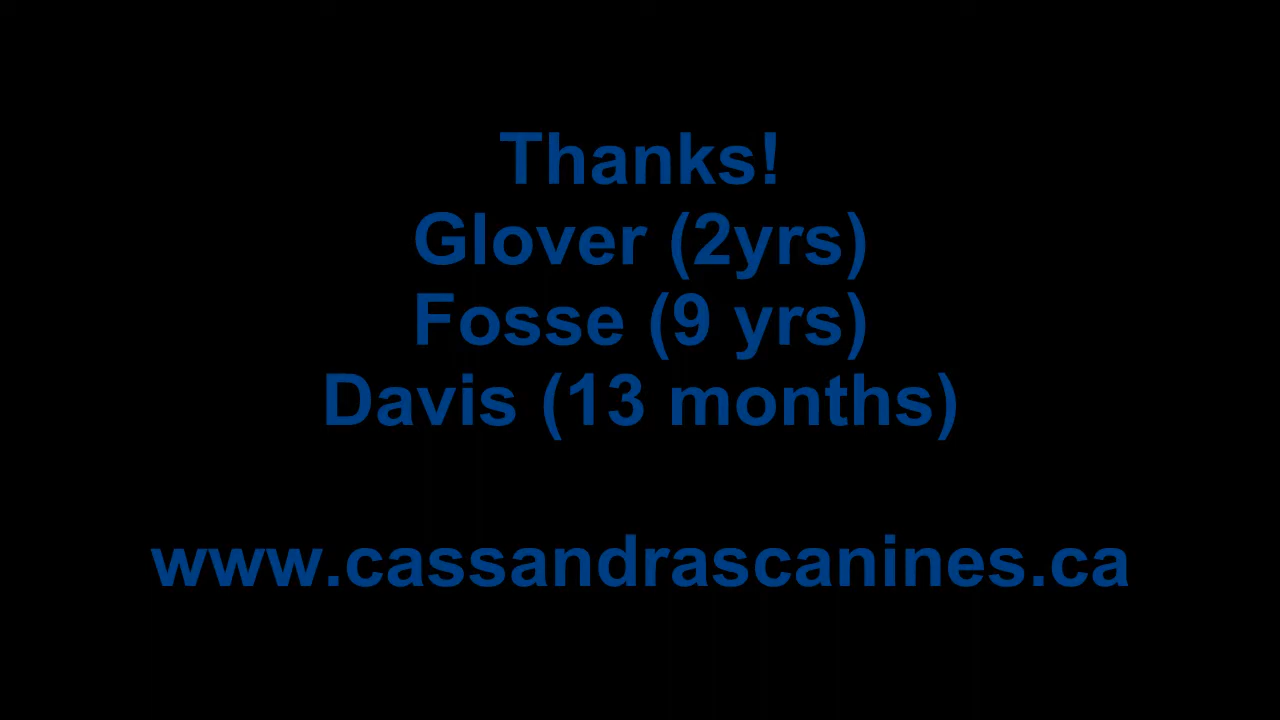 Thanks!
Glover (2yrs)
Fosse (9 yrs)
Davis (13 months)
www.cassandrascanines.ca